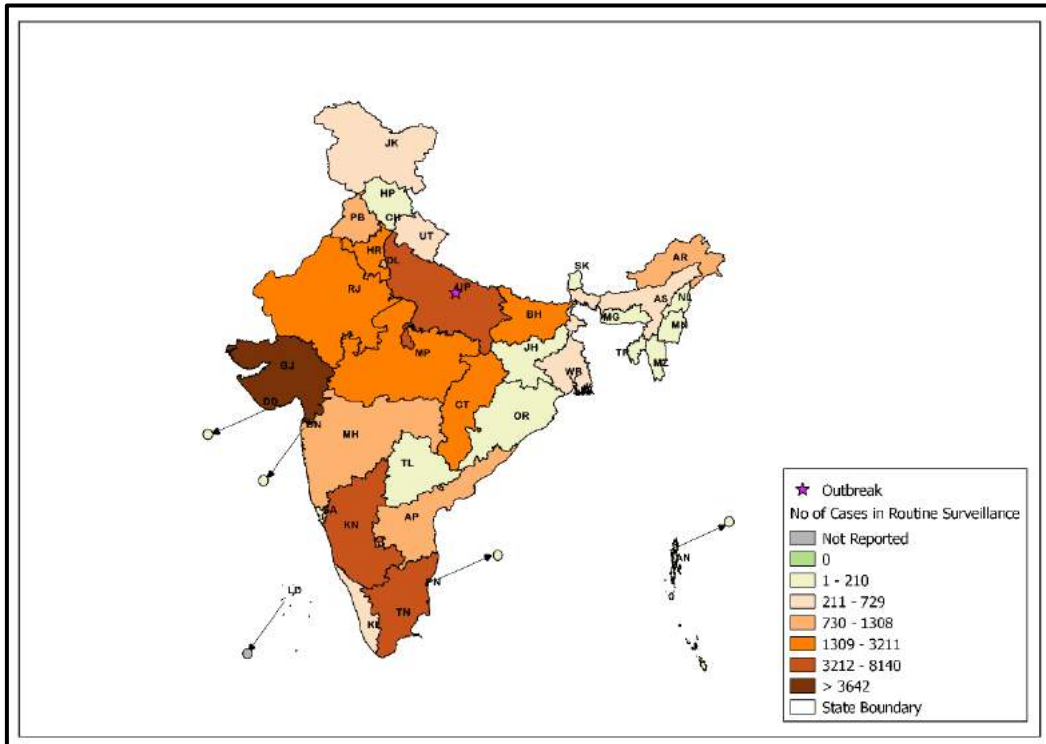 JK
HP
CH
PB
UT
HR
DL
AR
SK
RJ
UP
NL
AS
BH
MG
MN
TR
MP
JH
MZ
GJ
WB
CT
DD
OR
DN
MH
TL
GA
KN
AP
AN
PN
LD
TN
KL
Outbreak
No of Cases in Routine Surveillance
Not Reported
0
1 - 210
211 - 729
730 - 1308
1309 - 3211
3212 - 8140
> 3642
State Boundary